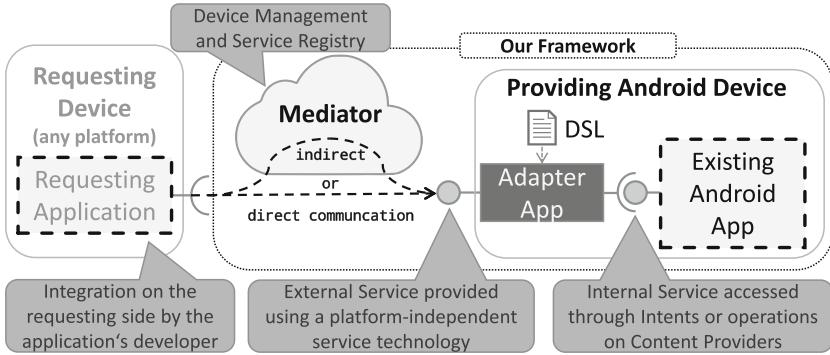 Device Management
and Service Registry
Our Framework
Requesting
Device
(any platform)
Requesting
Application
Mediator
indirect
or
direct communcation
Providing Android Device
DSL
Adapter
App
Existing
Android
App
Integration on the
requesting side by the
application‘s developer
External Service provided
using a platform-independent
service technology
Internal Service accessed
through Intents or operations
on Content Providers